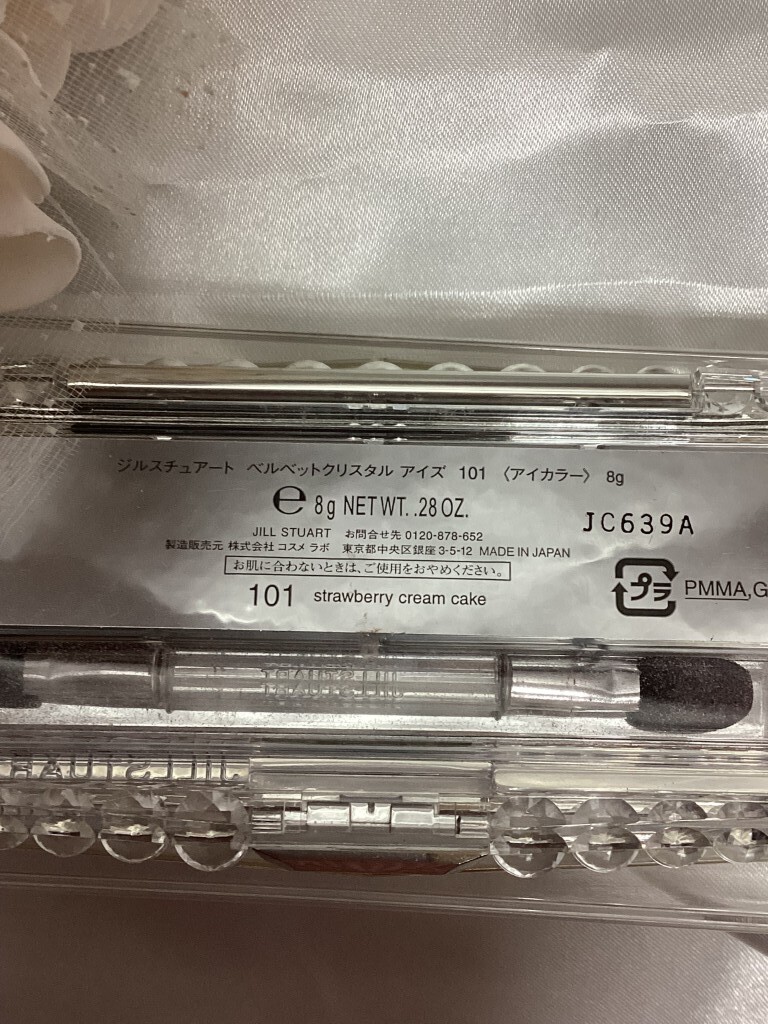 ジルスチュアート ベルベットクリスタル アイズ 101 〈アイカラー〉 8g
℮ 8g NET WT. .28 OZ.
JC639A
JILL STUART お問合せ先 0120-878-652
製造販売元 株式会社 コスメ ラボ 東京都中央区銀座 3-5-12 MADE IN JAPAN
お肌に合わないときは、ご使用をおやめください。
プラ PMMA,G
101 strawberry cream cake
JILL STUART
JILL STUAR